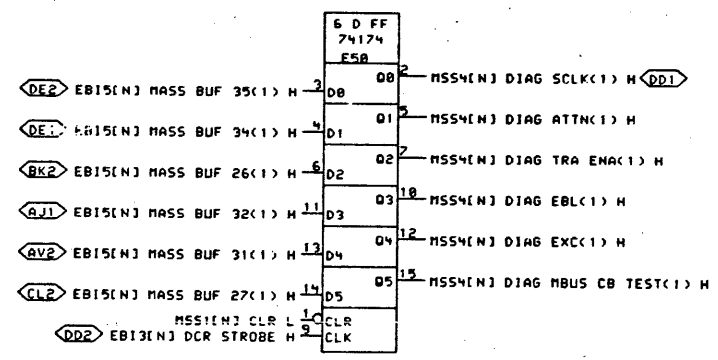 6 D FF
74174
E50
DE2 EBI5[N] MASS BUF 35(1) H 3 D0 Q0 2 MSS4[N] DIAG SCLK(1) H DD1
EBI5[N] MASS BUF 34(1) H 4 D1 Q1 5 MSS4[N] DIAG ATTN(1) H
BK2 EBI5[N] MASS BUF 26(1) H 6 D2 Q2 7 MSS4[N] DIAG TRA ENA(1) H
AJ1 EBI5[N] MASS BUF 32(1) H 11 D3 Q3 10 MSS4[N] DIAG EBL(1) H
AV2 EBI5[N] MASS BUF 31(1) H 13 D4 Q4 12 MSS4[N] DIAG EXC(1) H
CL2 EBI5[N] MASS BUF 27(1) H 14 D5 Q5 15 MSS4[N] DIAG MBUS CB TEST(1) H
MSS1[N] CLR L 1 CLR
DD2 EBI3[N] DCR STROBE H 9 CLK